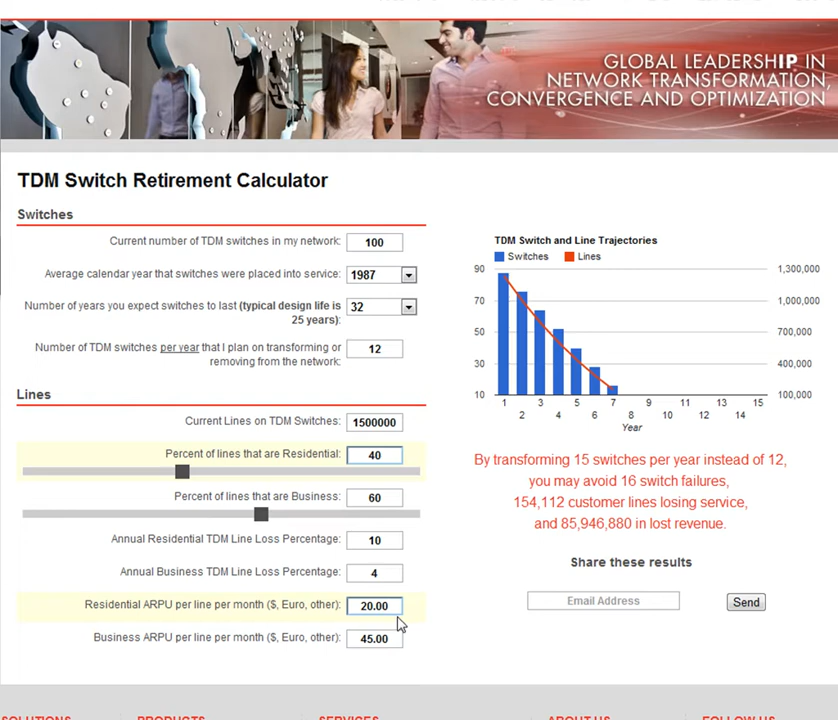 GLOBAL LEADERSHIP IN
NETWORK TRANSFORMATION,
CONVERGENCE AND OPTIMIZATION
TDM Switch Retirement Calculator
Switches
Current number of TDM switches in my network: 100
Average calendar year that switches were placed into service: 1987
Number of years you expect switches to last (typical design life is
25 years): 32
Number of TDM switches per year that I plan on transforming or
removing from the network: 12
Lines
Current Lines on TDM Switches: 1500000
Percent of lines that are Residential: 40
Percent of lines that are Business: 60
Annual Residential TDM Line Loss Percentage: 10
Annual Business TDM Line Loss Percentage: 4
Residential ARPU per line per month ($, Euro, other): 20.00
Business ARPU per line per month ($, Euro, other): 45.00
TDM Switch and Line Trajectories
Switches Lines
90 1,300,000
70 1,000,000
50 700,000
30 400,000
10 100,000
1 3 5 7 9 11 13 15
2 4 6 8 10 12 14
Year
By transforming 15 switches per year instead of 12,
you may avoid 16 switch failures,
154,112 customer lines losing service,
and 85,946,880 in lost revenue.
Share these results
Email Address Send
SOLUTIONS PRODUCTS SERVICES ABOUT US FOLLOW US